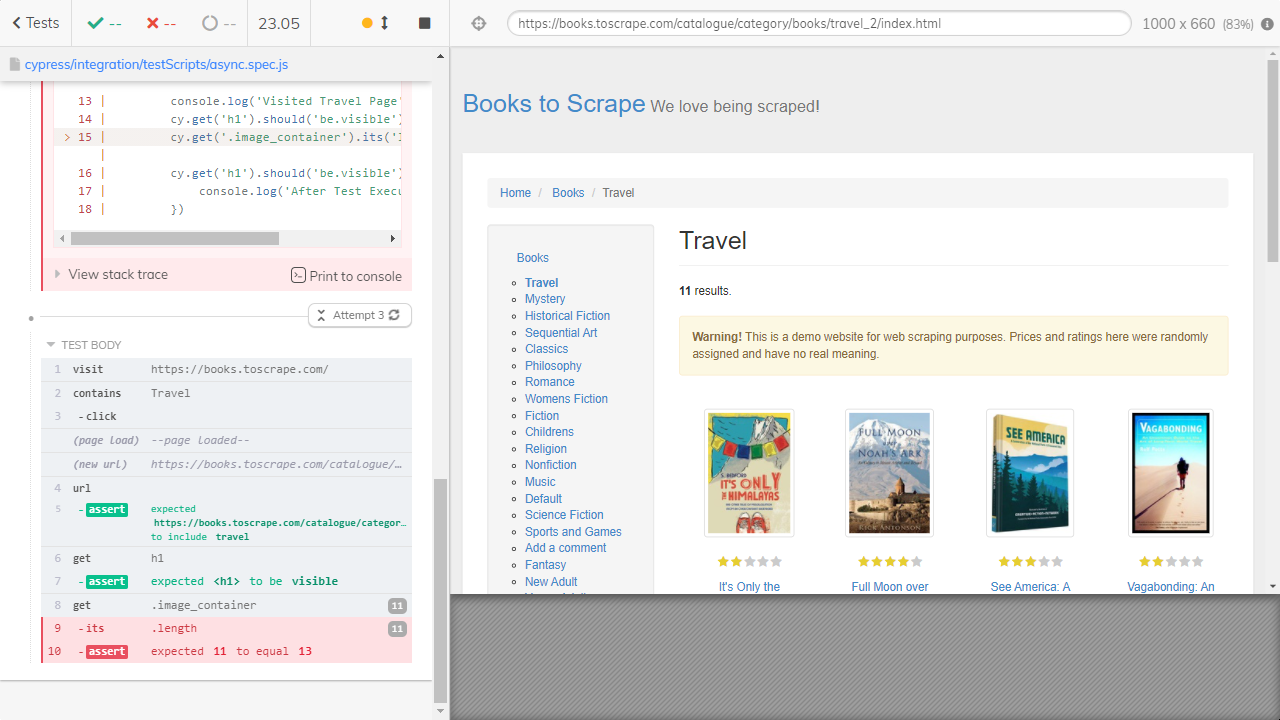 Tests
--
--
--
23.05
https://books.toscrape.com/catalogue/category/books/travel_2/index.html
1000 x 660 (83%)
cypress/integration/testScripts/async.spec.js
13 | console.log('Visited Travel Page'
14 | cy.get('h1').should('be.visible')
> 15 | cy.get('.image_container').its('l
|
16 | cy.get('h1').should('be.visible')
17 | console.log('After Test Execu
18 | })
View stack trace
Print to console
Attempt 3
TEST BODY
1 visit https://books.toscrape.com/
2 contains Travel
3 -click
(page load) --page loaded--
(new url) https://books.toscrape.com/catalogue/…
4 url
5 -assert expected
https://books.toscrape.com/catalogue/categor…
to include travel
6 get h1
7 -assert expected <h1> to be visible
8 get .image_container 11
9 -its .length 11
10 -assert expected 11 to equal 13
Books to Scrape We love being scraped!
Home / Books / Travel
Books
Travel
Mystery
Historical Fiction
Sequential Art
Classics
Philosophy
Romance
Womens Fiction
Fiction
Childrens
Religion
Nonfiction
Music
Default
Science Fiction
Sports and Games
Add a comment
Fantasy
New Adult
Travel
11 results.
Warning! This is a demo website for web scraping purposes. Prices and ratings here were randomly
assigned and have no real meaning.
IT'S ONLY
THE HIMALAYAS
FULL MOON
OVER
NOAH'S ARK
RICK ANTONSON
SEE AMERICA
VAGABONDING
It's Only the
Full Moon over
See America: A
Vagabonding: An